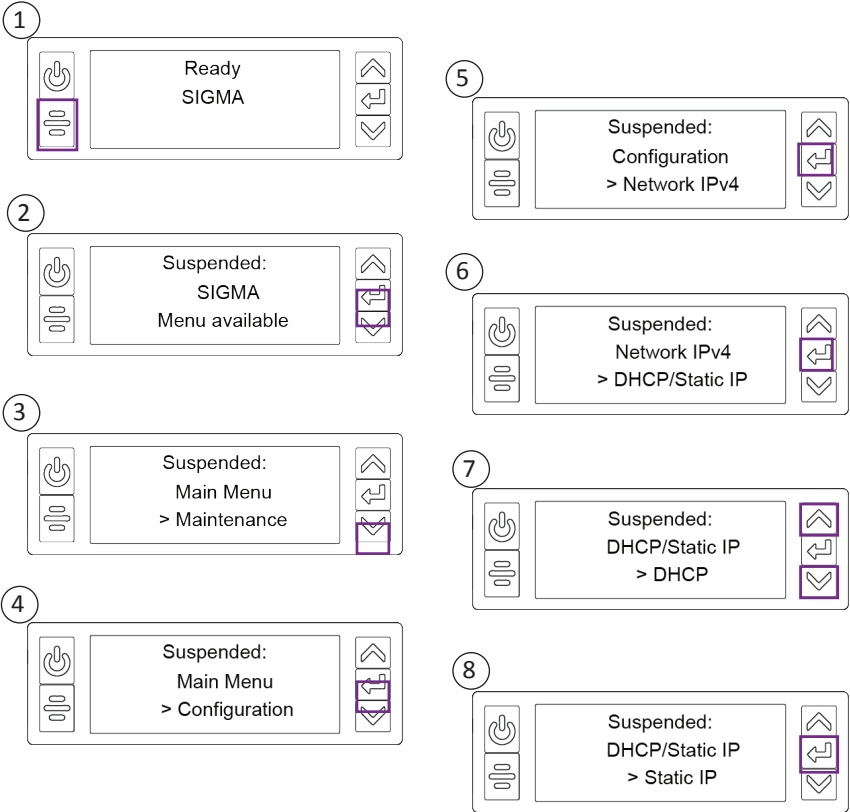 1
Ready
SIGMA
2
Suspended:
SIGMA
Menu available
3
Suspended:
Main Menu
> Maintenance
4
Suspended:
Main Menu
> Configuration
5
Suspended:
Configuration
> Network IPv4
6
Suspended:
Network IPv4
> DHCP/Static IP
7
Suspended:
DHCP/Static IP
> DHCP
8
Suspended:
DHCP/Static IP
> Static IP